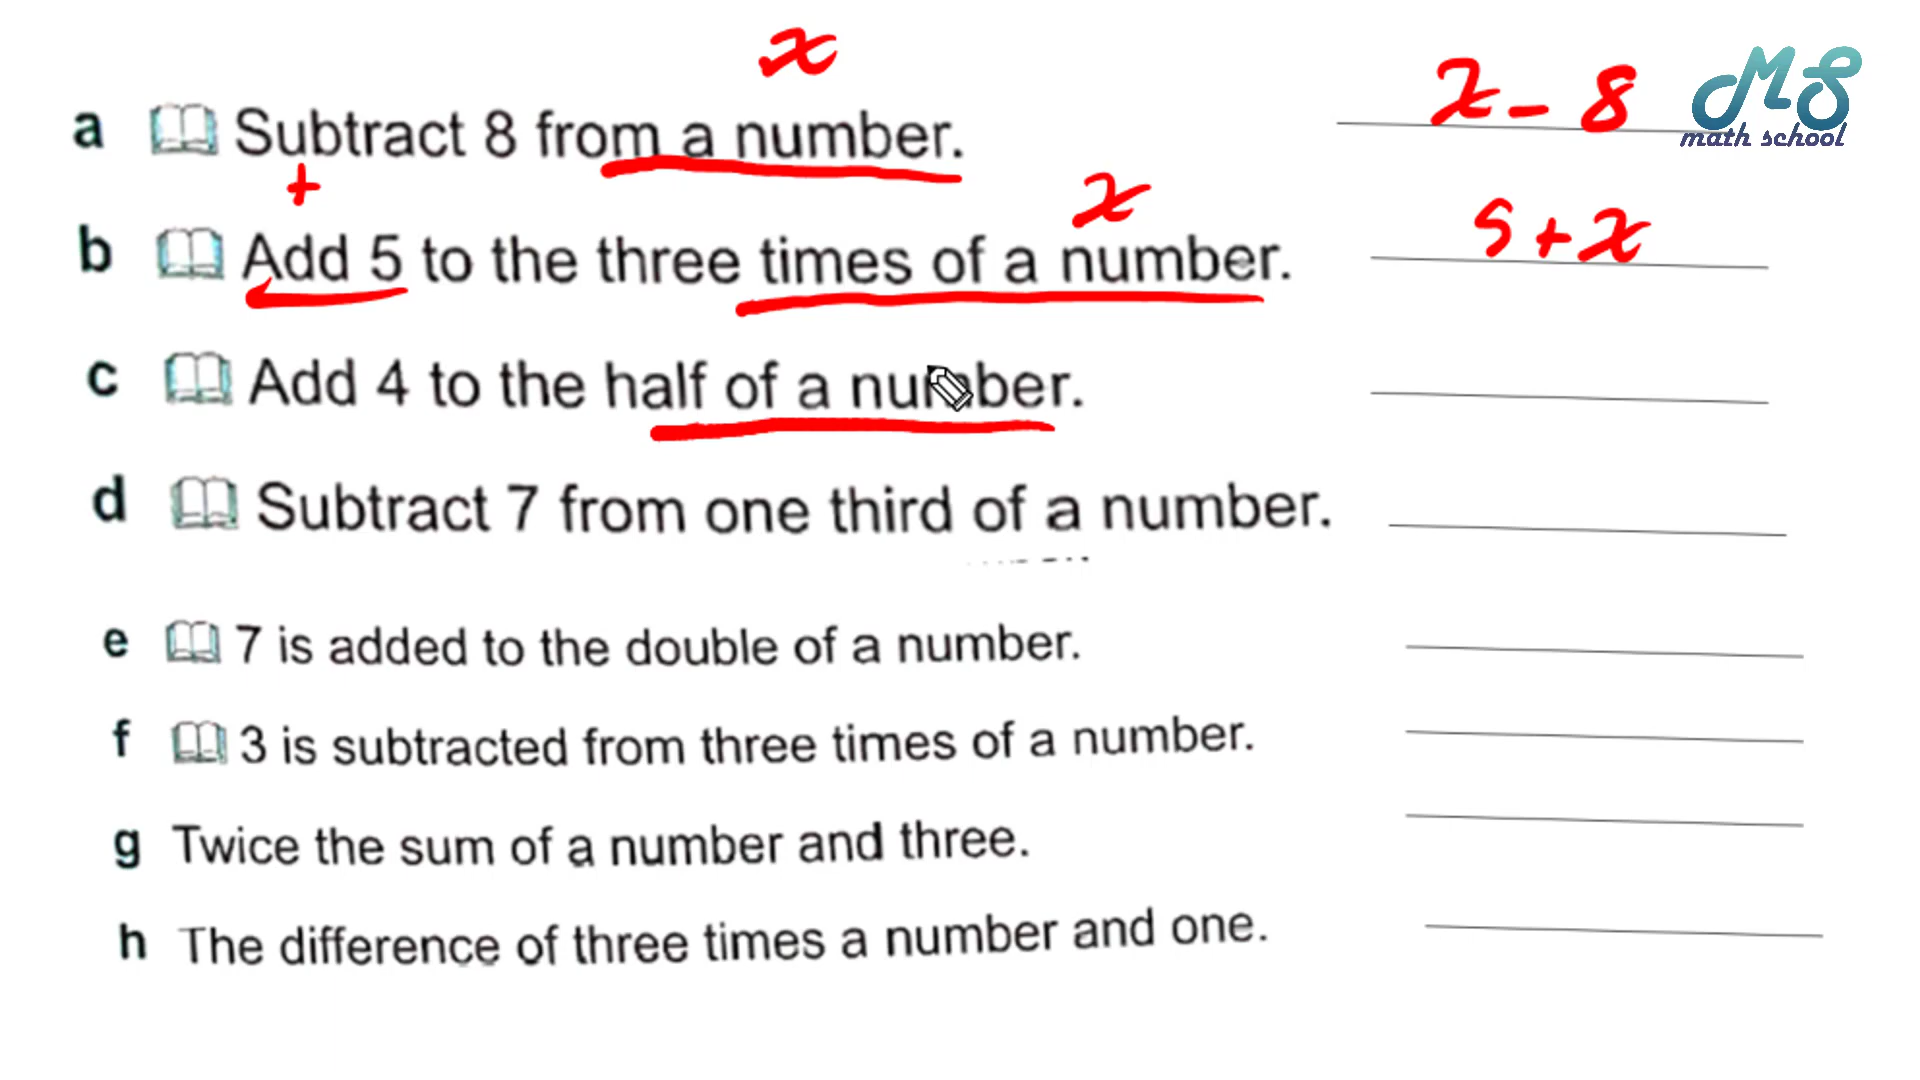 x
a Subtract 8 from a number. x - 8
MS
math school
+
x
b Add 5 to the three times of a number. 5 + x
c Add 4 to the half of a number.
d Subtract 7 from one third of a number.
e 7 is added to the double of a number.
f 3 is subtracted from three times of a number.
g Twice the sum of a number and three.
h The difference of three times a number and one.